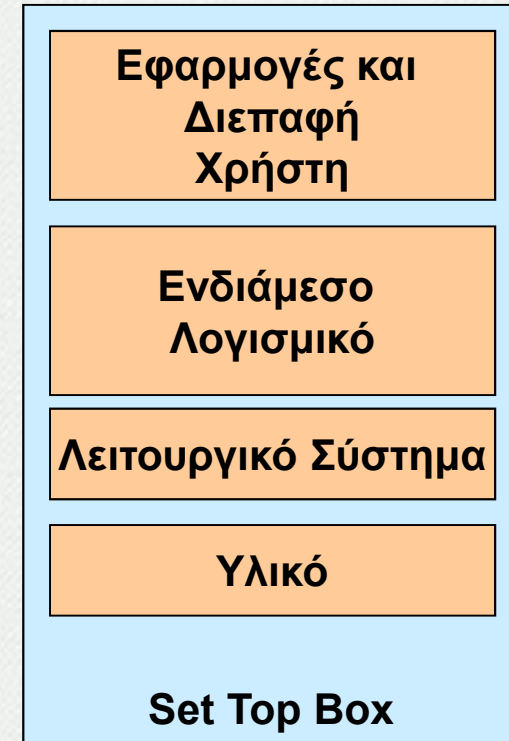 Εφαρμογές και
Διεπαφή
Χρήστη
Ενδιάμεσο
Λογισμικό
Λειτουργικό Σύστημα
Υλικό
Set Top Box